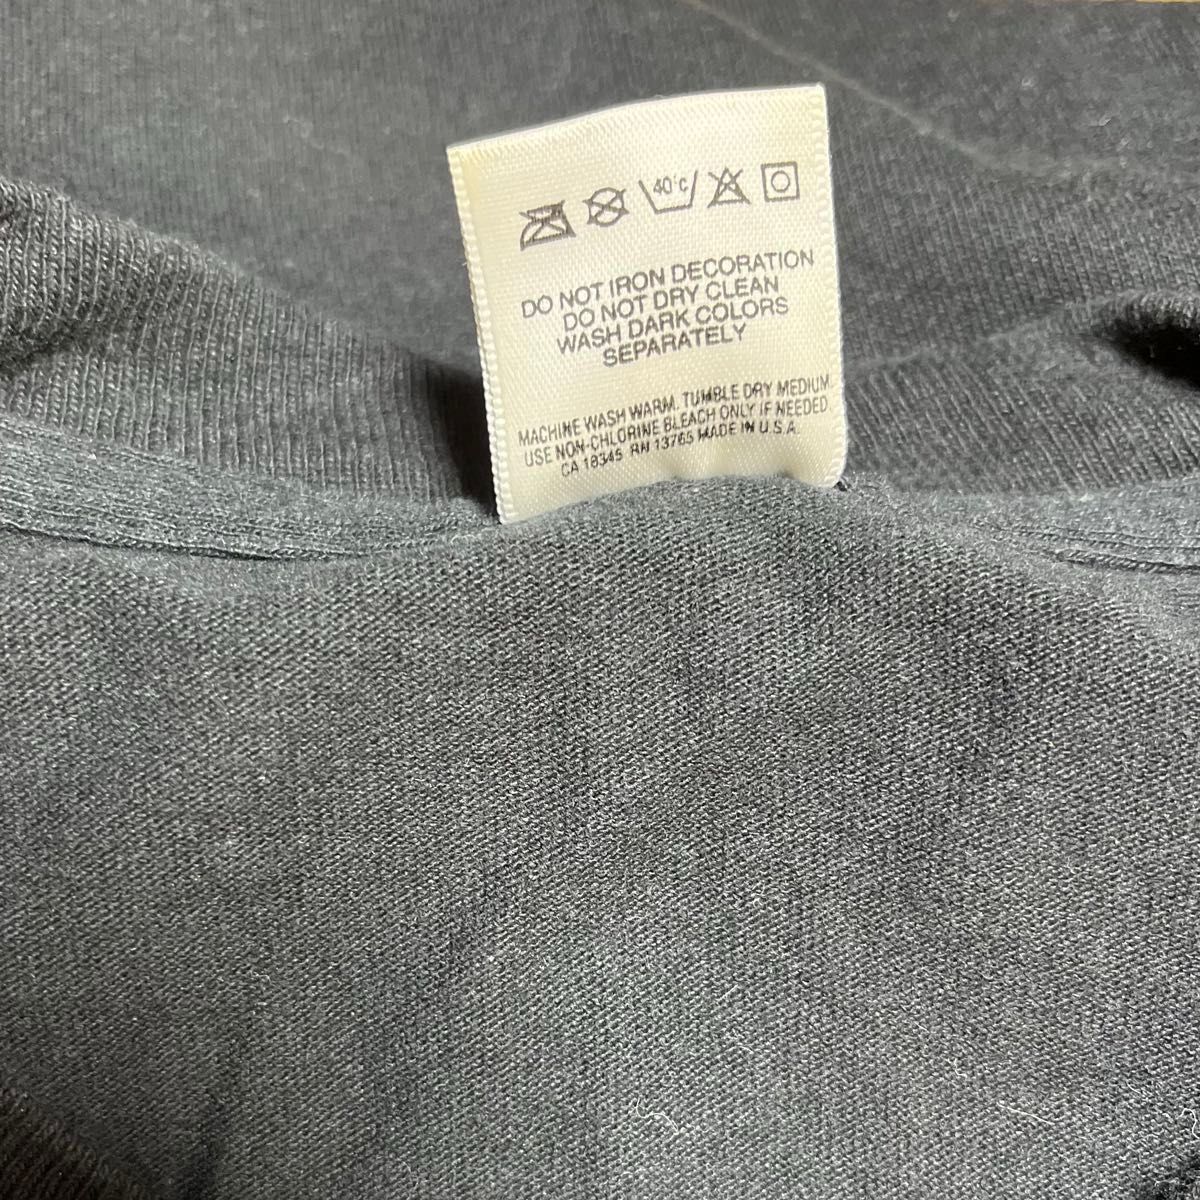 40°c
DO NOT IRON DECORATION
DO NOT DRY CLEAN
WASH DARK COLORS
SEPARATELY
MACHINE WASH WARM, TUMBLE DRY MEDIUM.
USE NON-CHLORINE BLEACH ONLY IF NEEDED.
CA 18345 RN 13765 MADE IN U.S.A.